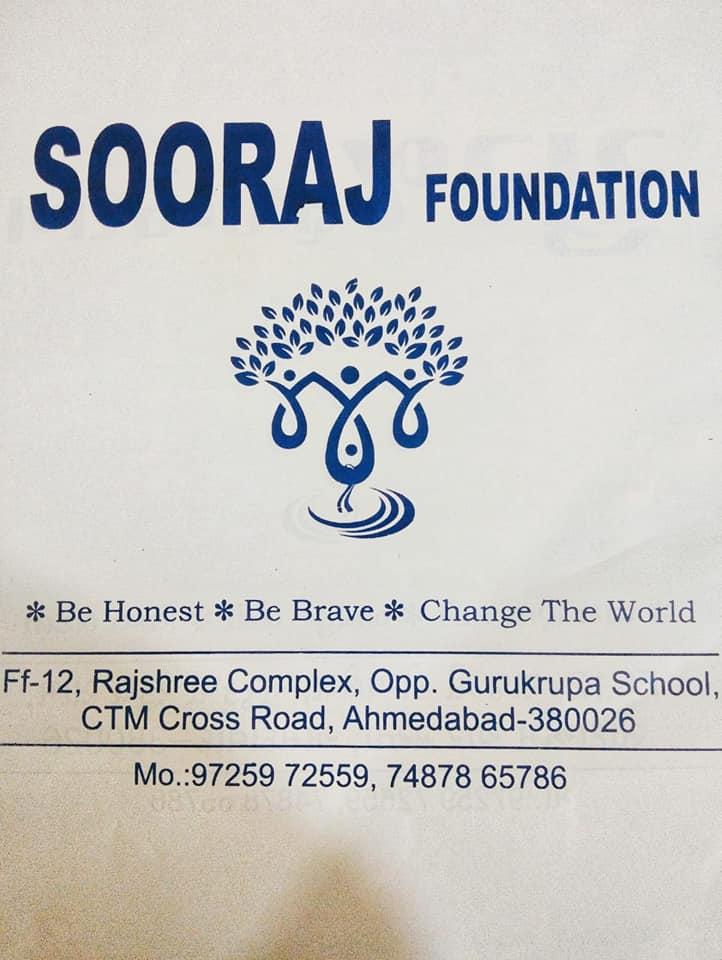 SOORAJ FOUNDATION
* Be Honest * Be Brave * Change The World
Ff-12, Rajshree Complex, Opp. Gurukrupa School,
CTM Cross Road, Ahmedabad-380026
Mo.:97259 72559, 74878 65786